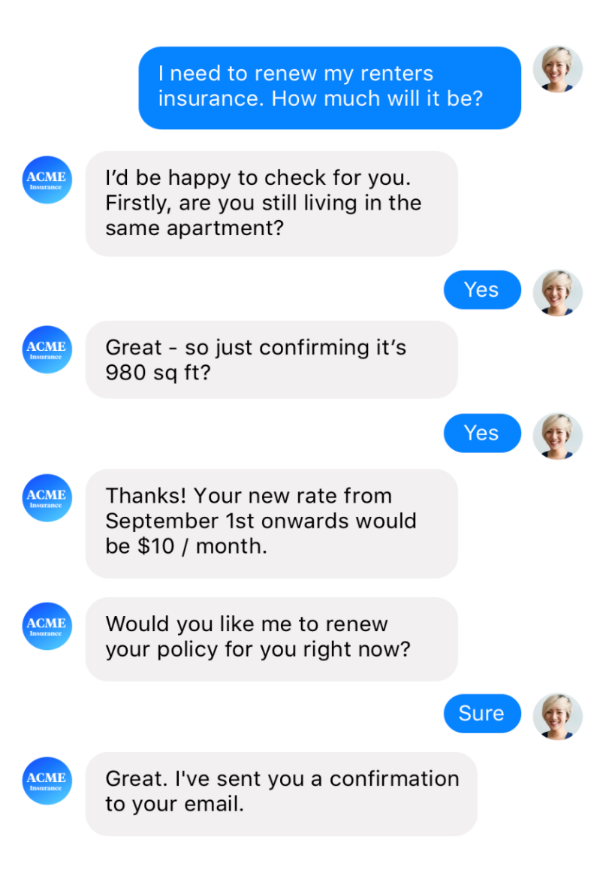 I need to renew my renters
insurance. How much will it be?
ACME
Insurance
I’d be happy to check for you.
Firstly, are you still living in the
same apartment?
Yes
ACME
Insurance
Great - so just confirming it’s
980 sq ft?
Yes
ACME
Insurance
Thanks! Your new rate from
September 1st onwards would
be $10 / month.
ACME
Insurance
Would you like me to renew
your policy for you right now?
Sure
ACME
Insurance
Great. I've sent you a confirmation
to your email.